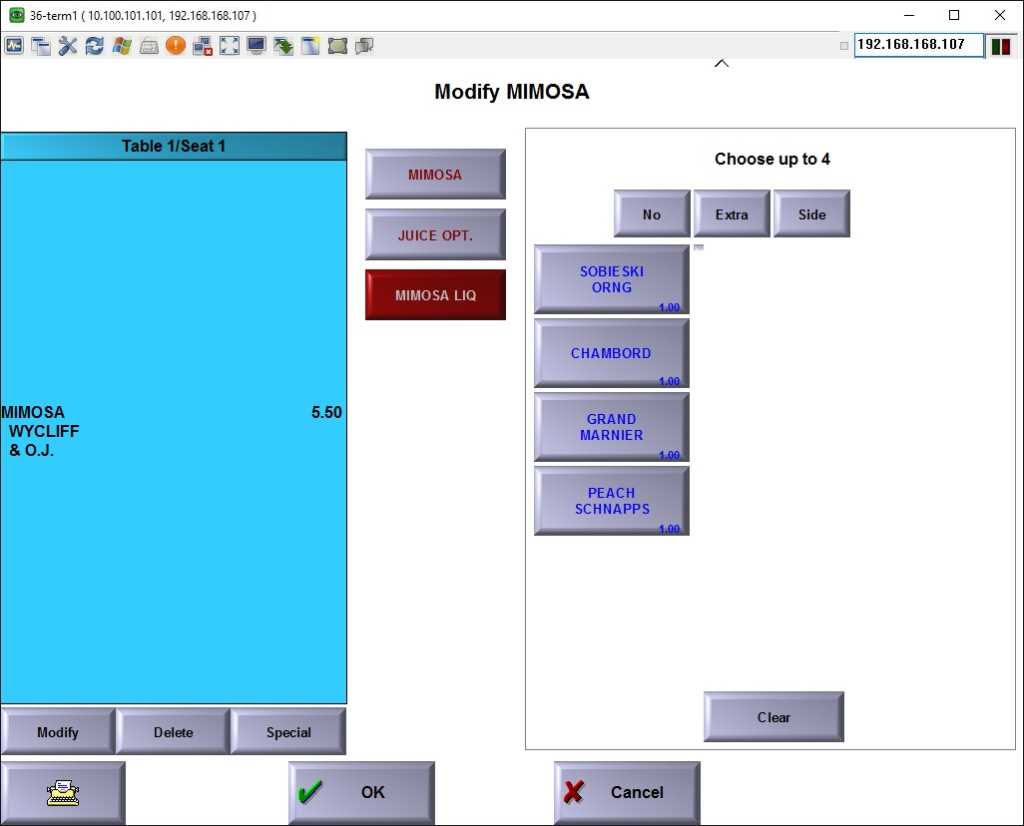 36-term1 ( 10.100.101.101, 192.168.168.107 )
192.168.168.107
Modify MIMOSA
Table 1/Seat 1
MIMOSA 5.50
WYCLIFF
& O.J.
MIMOSA
JUICE OPT.
MIMOSA LIQ
Choose up to 4
No Extra Side
SOBIESKI
ORNG
1.00
CHAMBORD
1.00
GRAND
MARNIER
1.00
PEACH
SCHNAPPS
1.00
Clear
Modify Delete Special
OK Cancel